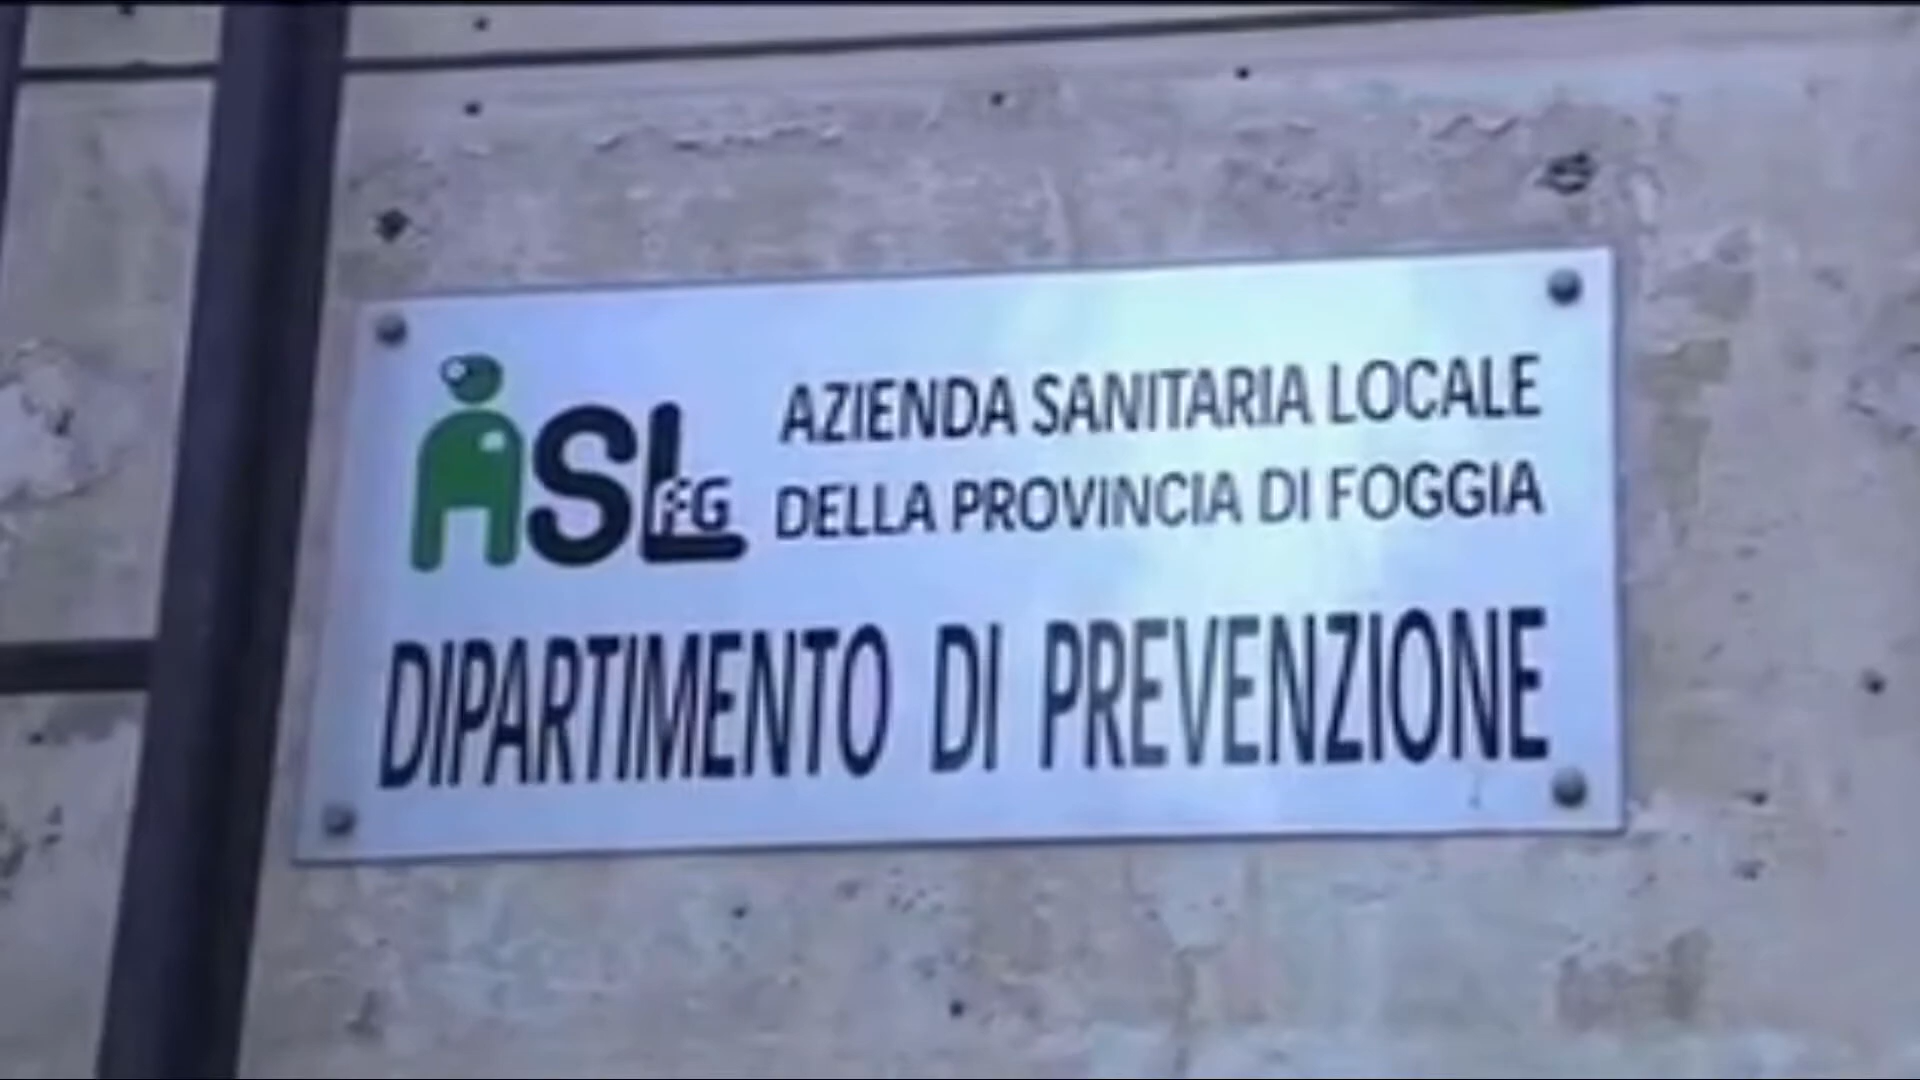 ASL FG
AZIENDA SANITARIA LOCALE
DELLA PROVINCIA DI FOGGIA
DIPARTIMENTO DI PREVENZIONE